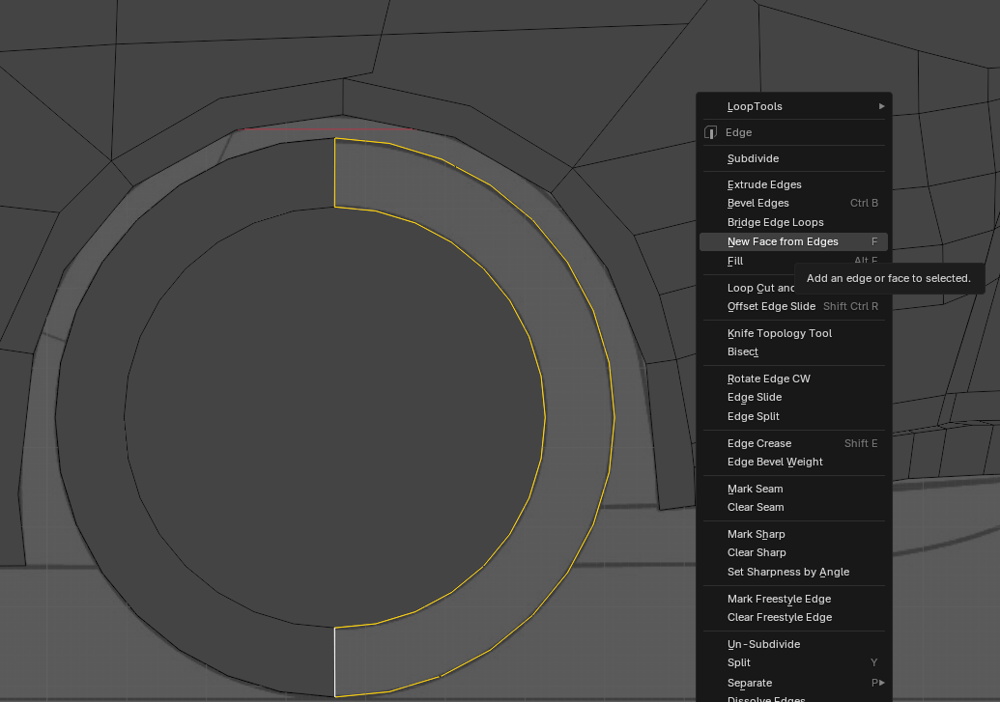 LoopTools
Edge
Subdivide
Extrude Edges
Bevel Edges Ctrl B
Bridge Edge Loops
New Face from Edges F
Fill Alt F
Add an edge or face to selected.
Loop Cut and
Offset Edge Slide Shift Ctrl R
Knife Topology Tool
Bisect
Rotate Edge CW
Edge Slide
Edge Split
Edge Crease Shift E
Edge Bevel Weight
Mark Seam
Clear Seam
Mark Sharp
Clear Sharp
Set Sharpness by Angle
Mark Freestyle Edge
Clear Freestyle Edge
Un-Subdivide
Split Y
Separate P
Dissolve Edges